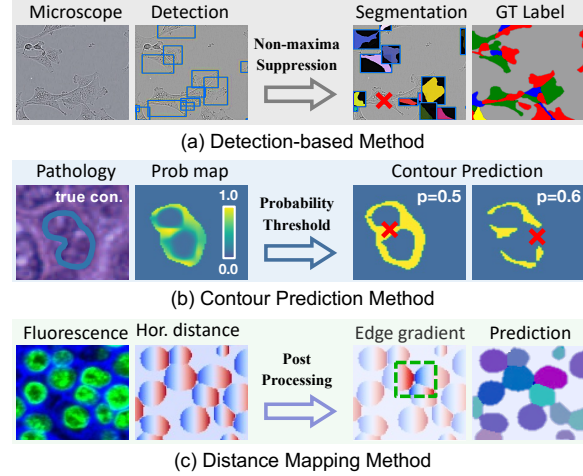 Microscope Detection Segmentation GT Label
Non-maxima
Suppression
(a) Detection-based Method
Pathology Prob map Contour Prediction
true con. 1.0 p=0.5 p=0.6
Probability
Threshold
0.0
(b) Contour Prediction Method
Fluorescence Hor. distance Edge gradient Prediction
Post
Processing
(c) Distance Mapping Method